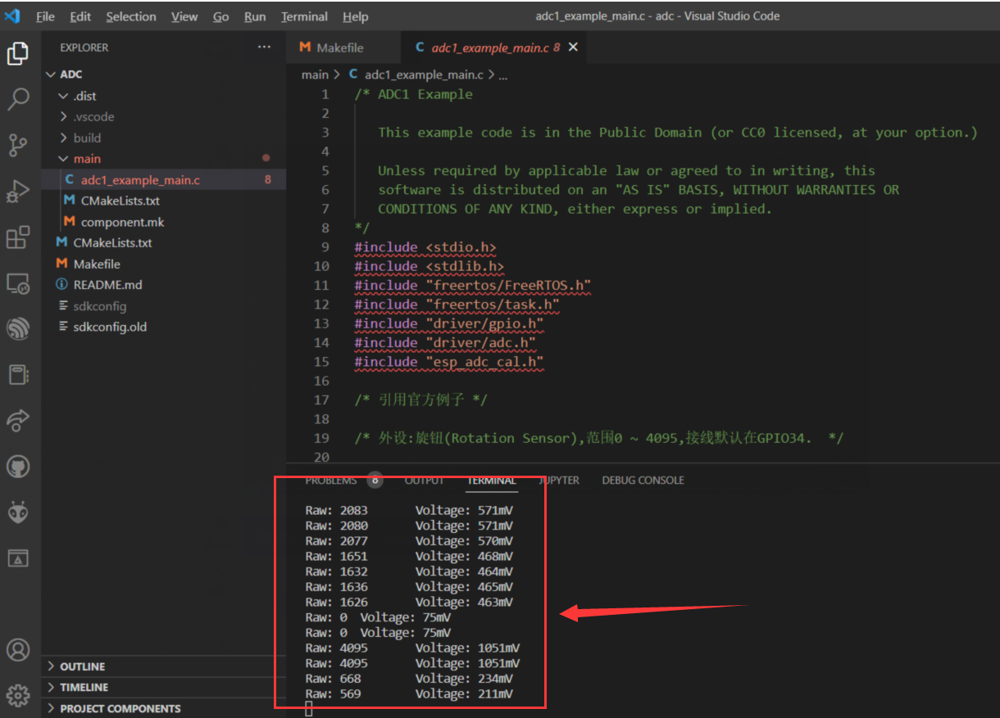 File Edit Selection View Go Run Terminal Help
adc1_example_main.c - adc - Visual Studio Code
EXPLORER ···
ADC
.dist
.vscode
build
main
C adc1_example_main.c 8
M CMakeLists.txt
M component.mk
M CMakeLists.txt
M Makefile
README.md
sdkconfig
sdkconfig.old
OUTLINE
TIMELINE
PROJECT COMPONENTS
M Makefile
C adc1_example_main.c 8
main > C adc1_example_main.c > ...
1 /* ADC1 Example
2
3 This example code is in the Public Domain (or CC0 licensed, at your option.)
4
5 Unless required by applicable law or agreed to in writing, this
6 software is distributed on an "AS IS" BASIS, WITHOUT WARRANTIES OR
7 CONDITIONS OF ANY KIND, either express or implied.
8 */
9 #include <stdio.h>
10 #include <stdlib.h>
11 #include "freertos/FreeRTOS.h"
12 #include "freertos/task.h"
13 #include "driver/gpio.h"
14 #include "driver/adc.h"
15 #include "esp_adc_cal.h"
16
17 /* 引用官方例子 */
18
19 /* 外设:旋钮(Rotation Sensor),范围0 ~ 4095,接线默认在GPIO34. */
20
PROBLEMS 8 OUTPUT TERMINAL JUPYTER DEBUG CONSOLE
Raw: 2083 Voltage: 571mV
Raw: 2080 Voltage: 571mV
Raw: 2077 Voltage: 570mV
Raw: 1651 Voltage: 468mV
Raw: 1632 Voltage: 464mV
Raw: 1636 Voltage: 465mV
Raw: 1626 Voltage: 463mV
Raw: 0 Voltage: 75mV
Raw: 0 Voltage: 75mV
Raw: 4095 Voltage: 1051mV
Raw: 4095 Voltage: 1051mV
Raw: 668 Voltage: 234mV
Raw: 569 Voltage: 211mV